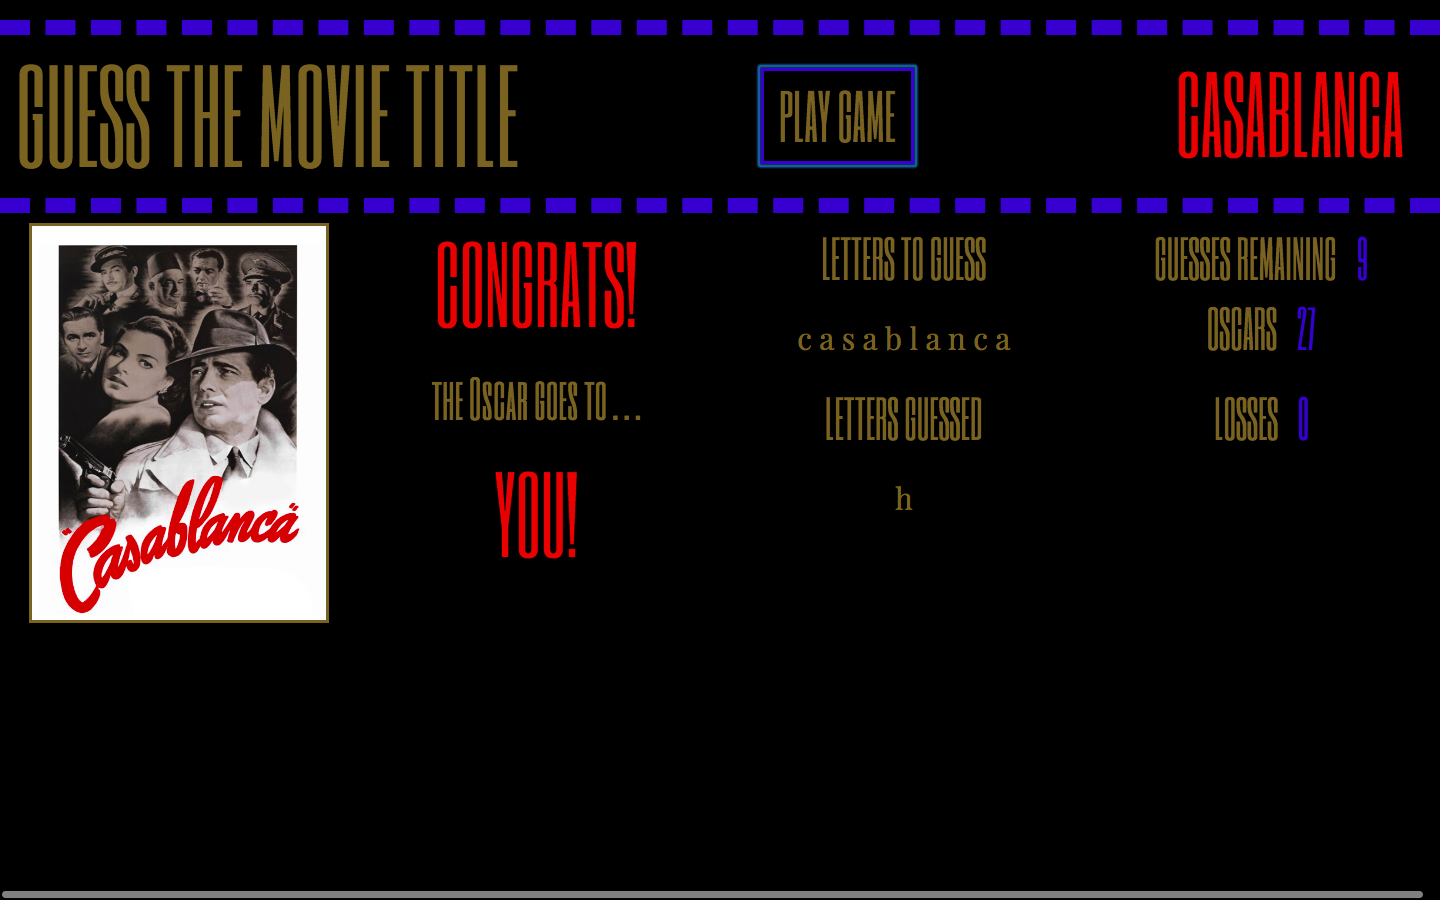 GUESS THE MOVIE TITLE
PLAY GAME
CASABLANCA
"Casablanca"
CONGRATS!
THE OSCAR GOES TO...
YOU!
LETTERS TO GUESS
c a s a b l a n c a
LETTERS GUESSED
h
GUESSES REMAINING 9
OSCARS 27
LOSSES 0